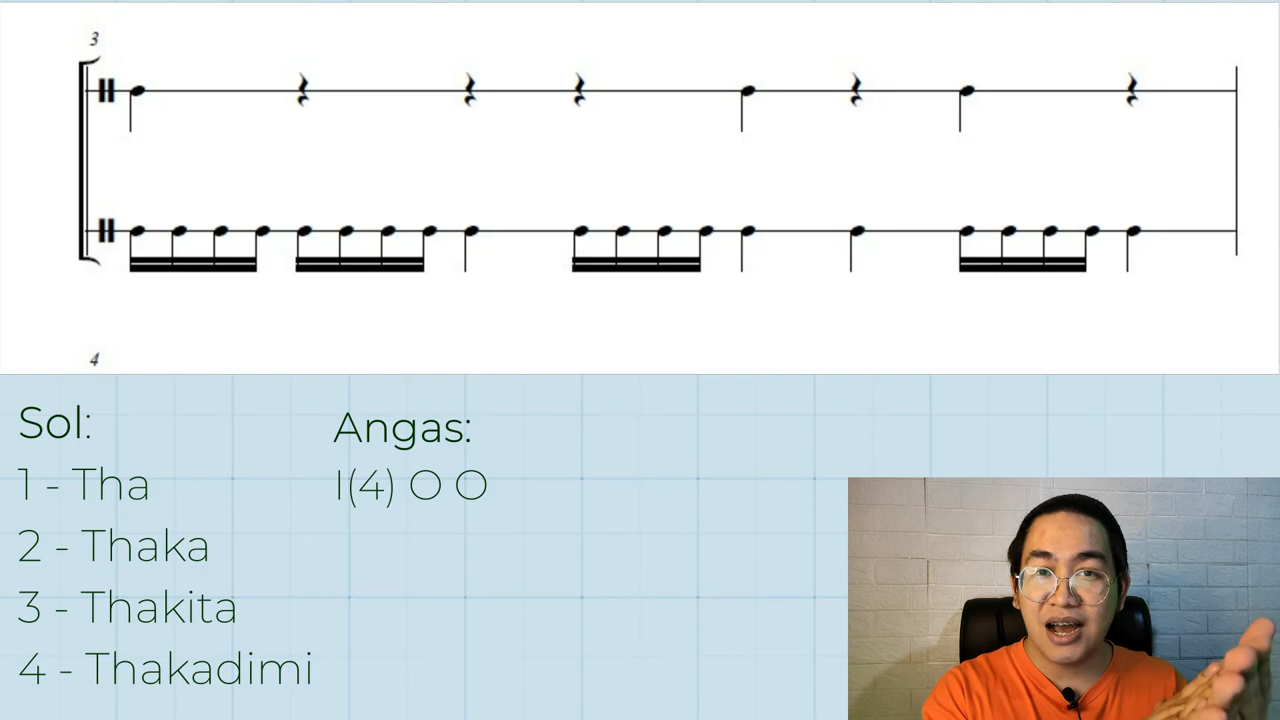 3
4
Sol:
1 - Tha
2 - Thaka
3 - Thakita
4 - Thakadimi
Angas:
I(4) O O